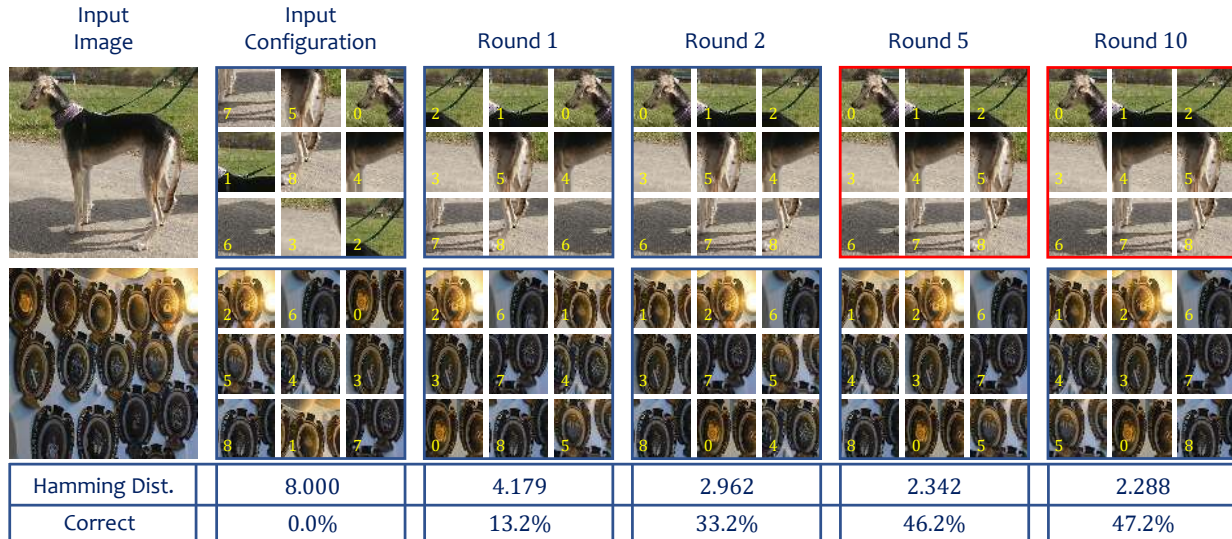 Input Image
Input Configuration
Round 1
Round 2
Round 5
Round 10
7 5 0 2 1 0 0 1 2 0 1 2 0 1 2
1 8 4 3 5 4 3 5 4 3 4 5 3 4 5
6 3 2 7 8 6 6 7 8 6 7 8 6 7 8
2 6 0 2 6 1 1 2 6 1 2 6 1 2 6
5 4 3 3 7 4 3 7 5 4 3 7 4 3 7
8 1 7 0 8 5 8 0 4 8 0 5 5 0 8
Hamming Dist. 8.000 4.179 2.962 2.342 2.288
Correct 0.0% 13.2% 33.2% 46.2% 47.2%